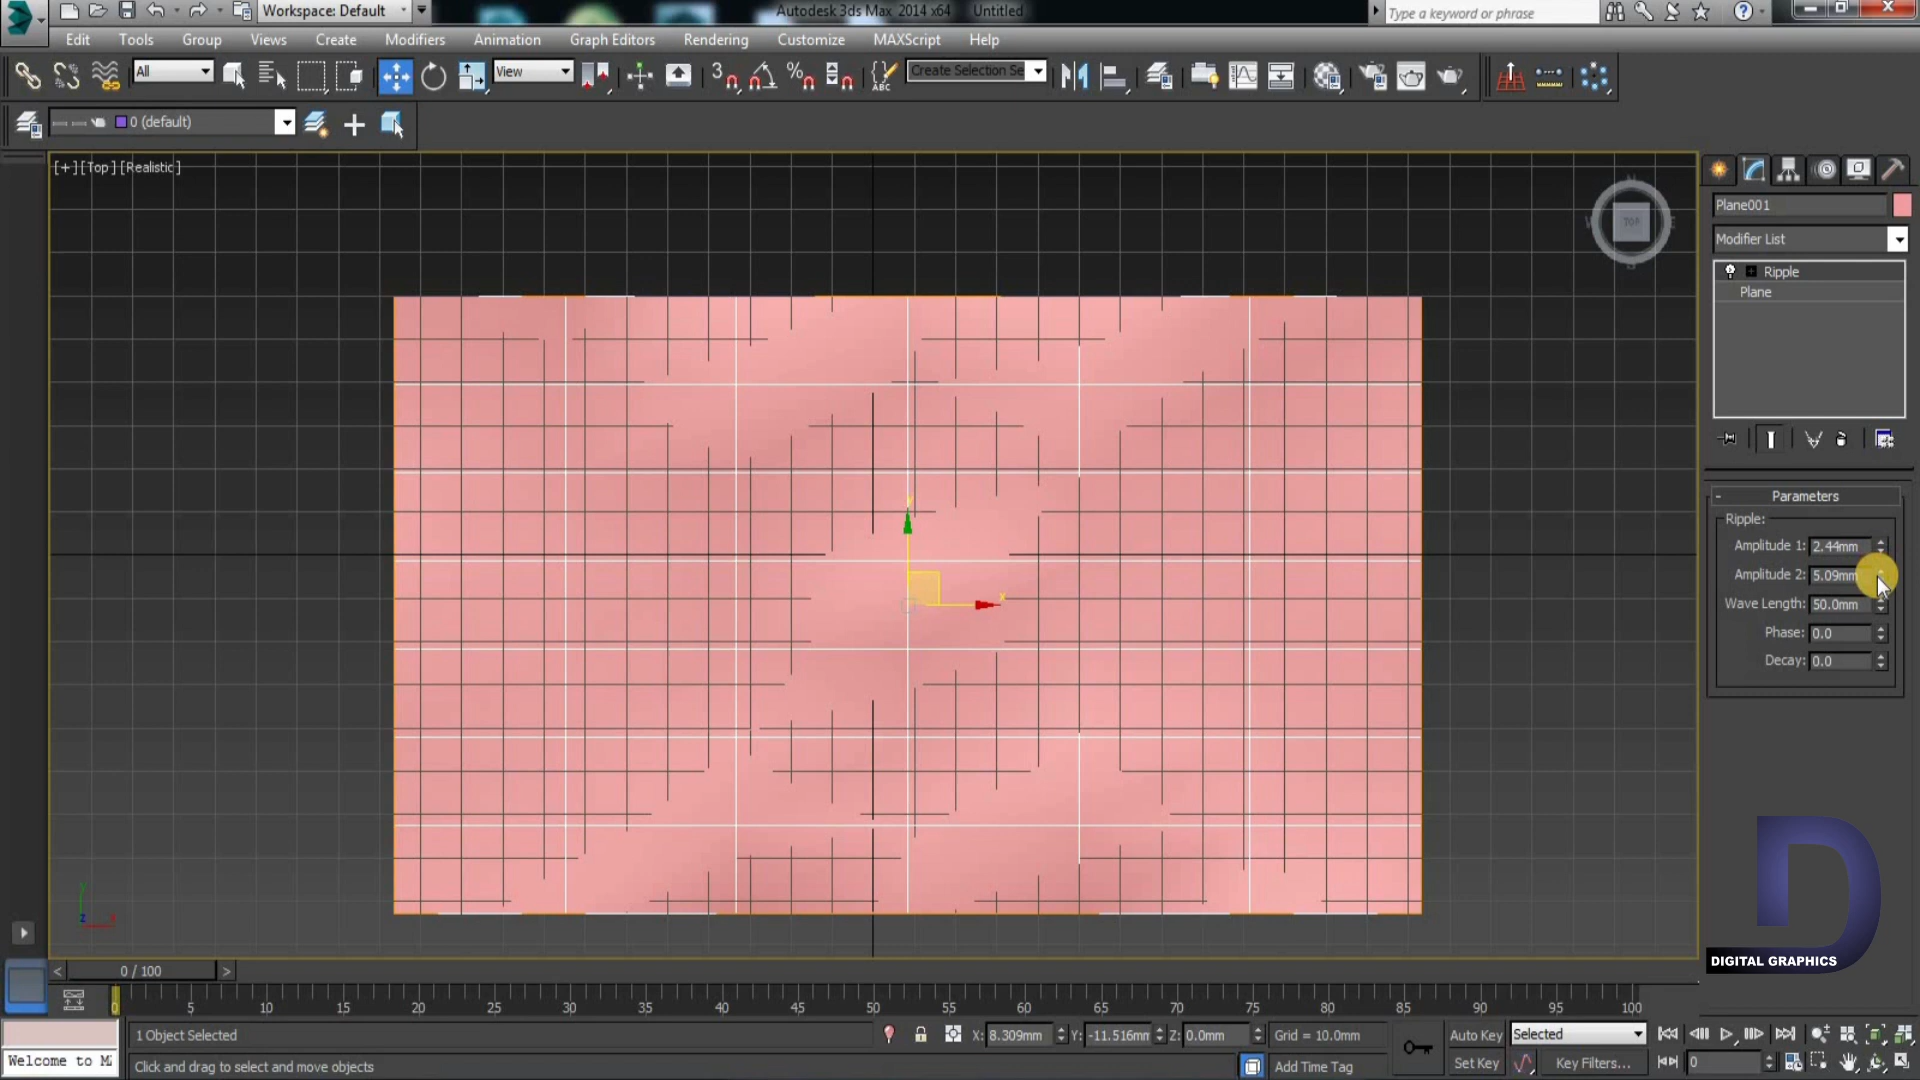 Workspace: Default
Autodesk 3ds Max 2014 x64 Untitled
Type a keyword or phrase
Edit Tools Group Views Create Modifiers Animation Graph Editors Rendering Customize MAXScript Help
All
View
3
ABC
Create Selection Se
0 (default)
[+][Top][Realistic]
TOP
Plane001
Modifier List
Ripple
Plane
Parameters
Ripple:
Amplitude 1: 2.44mm
Amplitude 2: 5.09mm
Wave Length: 50.0mm
Phase: 0.0
Decay: 0.0
y
x
y
z x
D
DIGITAL GRAPHICS
< 0 / 100 >
0 5 10 15 20 25 30 35 40 45 50 55 60 65 70 75 80 85 90 95 100
1 Object Selected
X: 8.309mm Y: -11.516mm Z: 0.0mm Grid = 10.0mm
Auto Key Selected
Welcome to M
Click and drag to select and move objects
Add Time Tag
Set Key Key Filters...
0